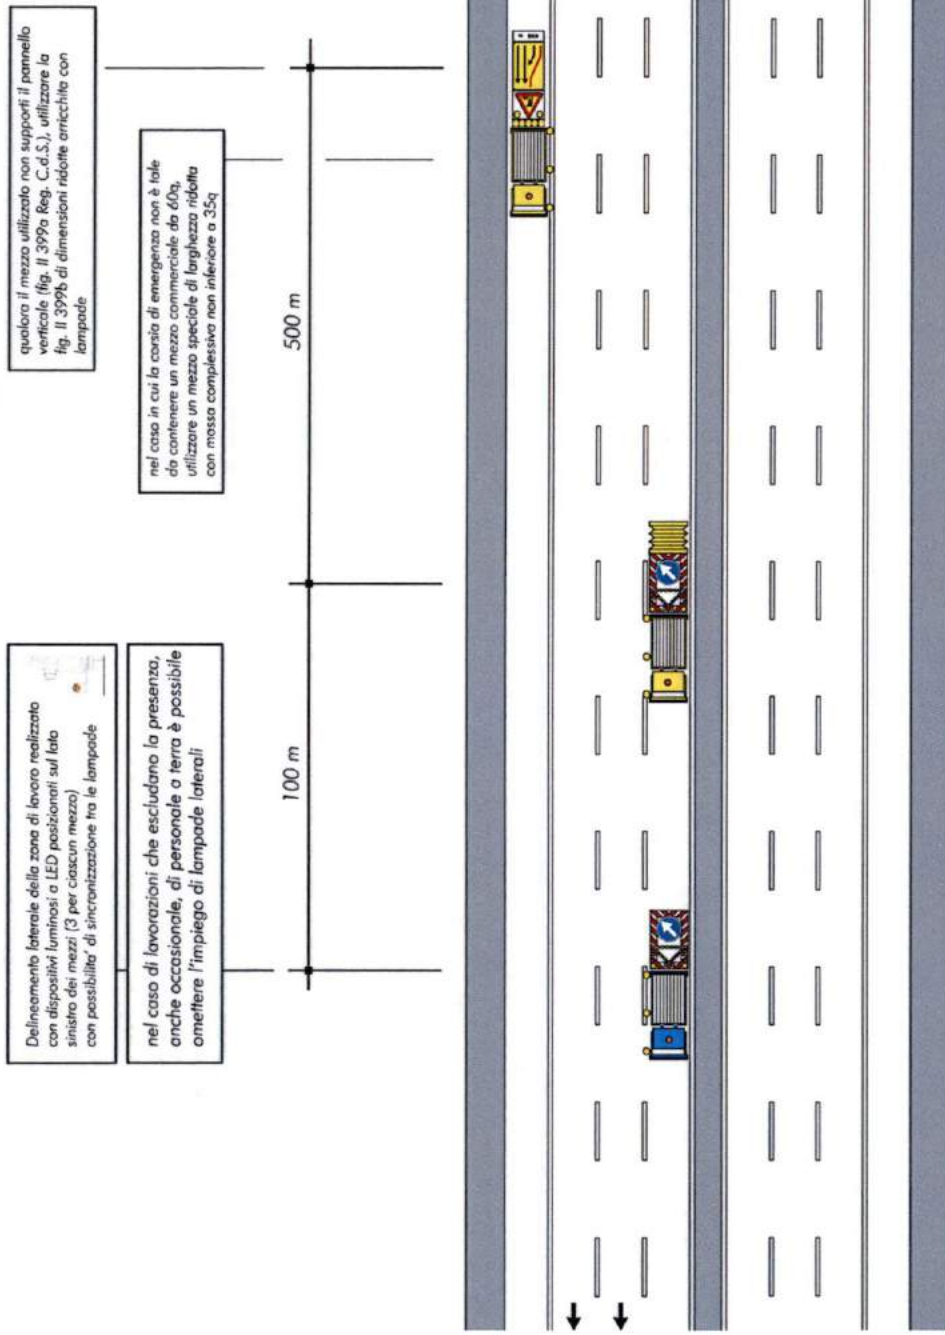 Delineamento laterale della zona di lavoro realizzato
con dispositivi luminosi a LED posizionati sul lato
sinistro dei mezzi (3 per ciascun mezzo)
con possibilita' di sincronizzazione tra le lampade
nel caso di lavorazioni che escludano la presenza,
anche occasionale, di personale a terra è possibile
omettere l'impiego di lampade laterali
qualora il mezzo utilizzato non supporti il pannello
verticale (fig. II 399a Reg. C.d.S.), utilizzare la
fig. II 399b di dimensioni ridotte arricchita con
lampade
nel caso in cui la corsia di emergenza non è tale
da contenere un mezzo commerciale da 60q,
utilizzare un mezzo speciale di larghezza ridotta
con massa complessiva non inferiore a 35q
100 m
500 m